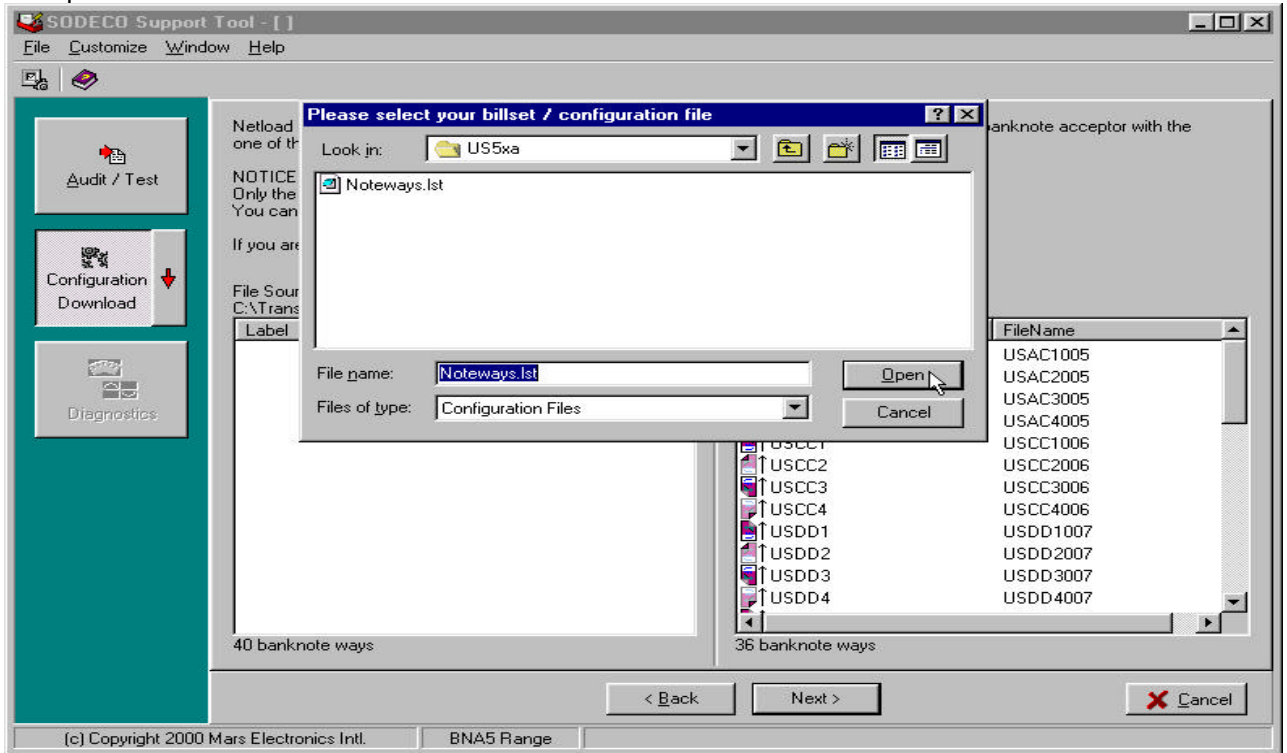 SODECO Support Tool - [ ]
File Customize Window Help
Audit / Test
Configuration
Download
Diagnostics
Netload
one of th
NOTICE
Only the
You can
If you are
File Sour
C:\Trans
Label
40 banknote ways
anknote acceptor with the
Please select your billset / configuration file
Look in: US5xa
Noteways.lst
File name: Noteways.lst Open
Files of type: Configuration Files Cancel
FileName
USAC1005
USAC2005
USAC3005
USAC4005
USCC1 USCC1006
USCC2 USCC2006
USCC3 USCC3006
USCC4 USCC4006
USDD1 USDD1007
USDD2 USDD2007
USDD3 USDD3007
USDD4 USDD4007
36 banknote ways
< Back Next > Cancel
(c) Copyright 2000 Mars Electronics Intl. BNA5 Range